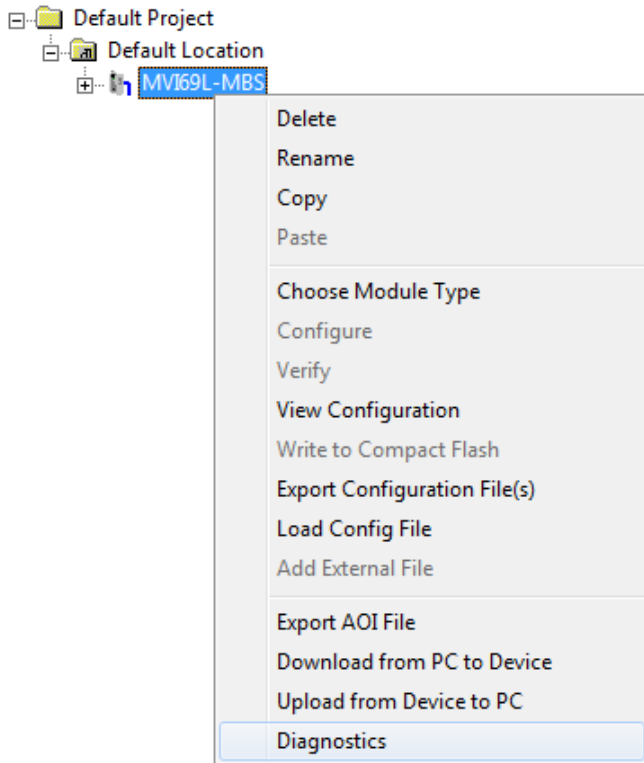 Default Project
Default Location
MVI69L-MBS
Delete
Rename
Copy
Paste
Choose Module Type
Configure
Verify
View Configuration
Write to Compact Flash
Export Configuration File(s)
Load Config File
Add External File
Export AOI File
Download from PC to Device
Upload from Device to PC
Diagnostics